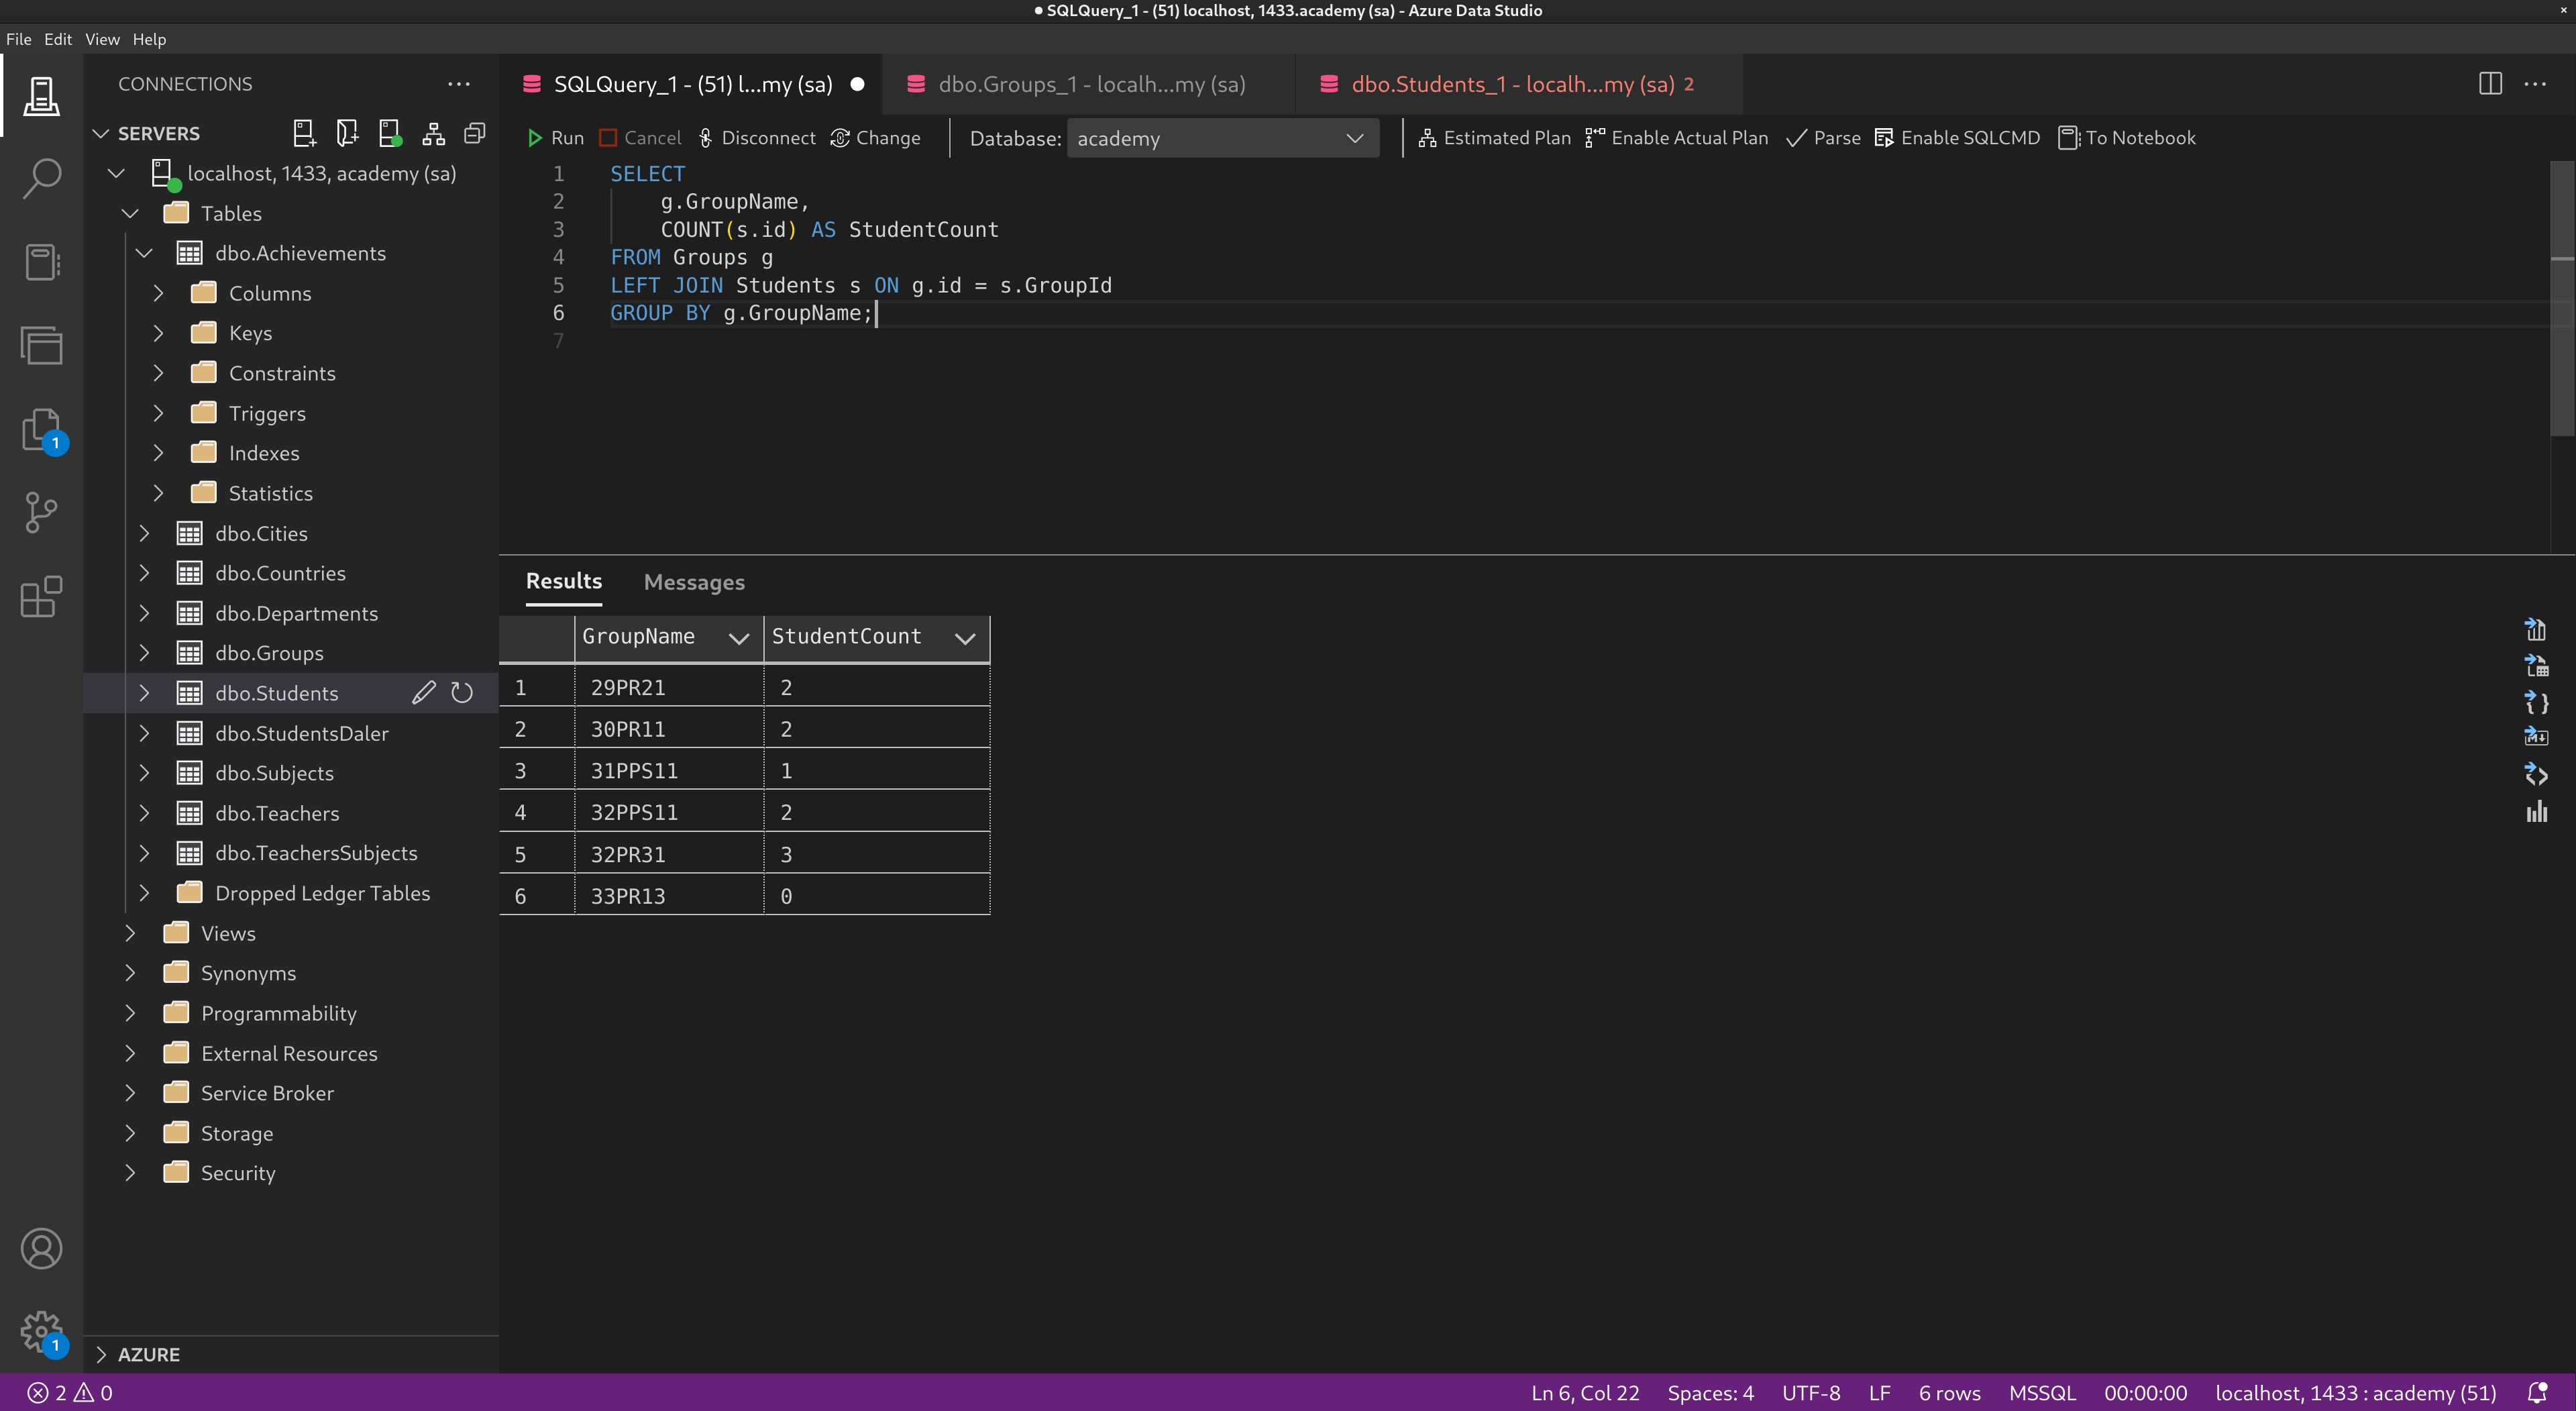 SQLQuery_1 - (51) localhost, 1433.academy (sa) - Azure Data Studio
File Edit View Help
CONNECTIONS
SERVERS
localhost, 1433, academy (sa)
Tables
dbo.Achievements
Columns
Keys
Constraints
Triggers
Indexes
Statistics
dbo.Cities
dbo.Countries
dbo.Departments
dbo.Groups
dbo.Students
dbo.StudentsDaler
dbo.Subjects
dbo.Teachers
dbo.TeachersSubjects
Dropped Ledger Tables
Views
Synonyms
Programmability
External Resources
Service Broker
Storage
Security
AZURE
1
1
SQLQuery_1 - (51) l...my (sa) dbo.Groups_1 - localh...my (sa) dbo.Students_1 - localh...my (sa) 2
Run Cancel Disconnect Change Database: academy Estimated Plan Enable Actual Plan Parse Enable SQLCMD To Notebook
1 SELECT
2 g.GroupName,
3 COUNT(s.id) AS StudentCount
4 FROM Groups g
5 LEFT JOIN Students s ON g.id = s.GroupId
6 GROUP BY g.GroupName;
7
Results Messages
GroupName StudentCount
1 29PR21 2
2 30PR11 2
3 31PPS11 1
4 32PPS11 2
5 32PR31 3
6 33PR13 0
2 0 Ln 6, Col 22 Spaces: 4 UTF-8 LF 6 rows MSSQL 00:00:00 localhost, 1433 : academy (51)